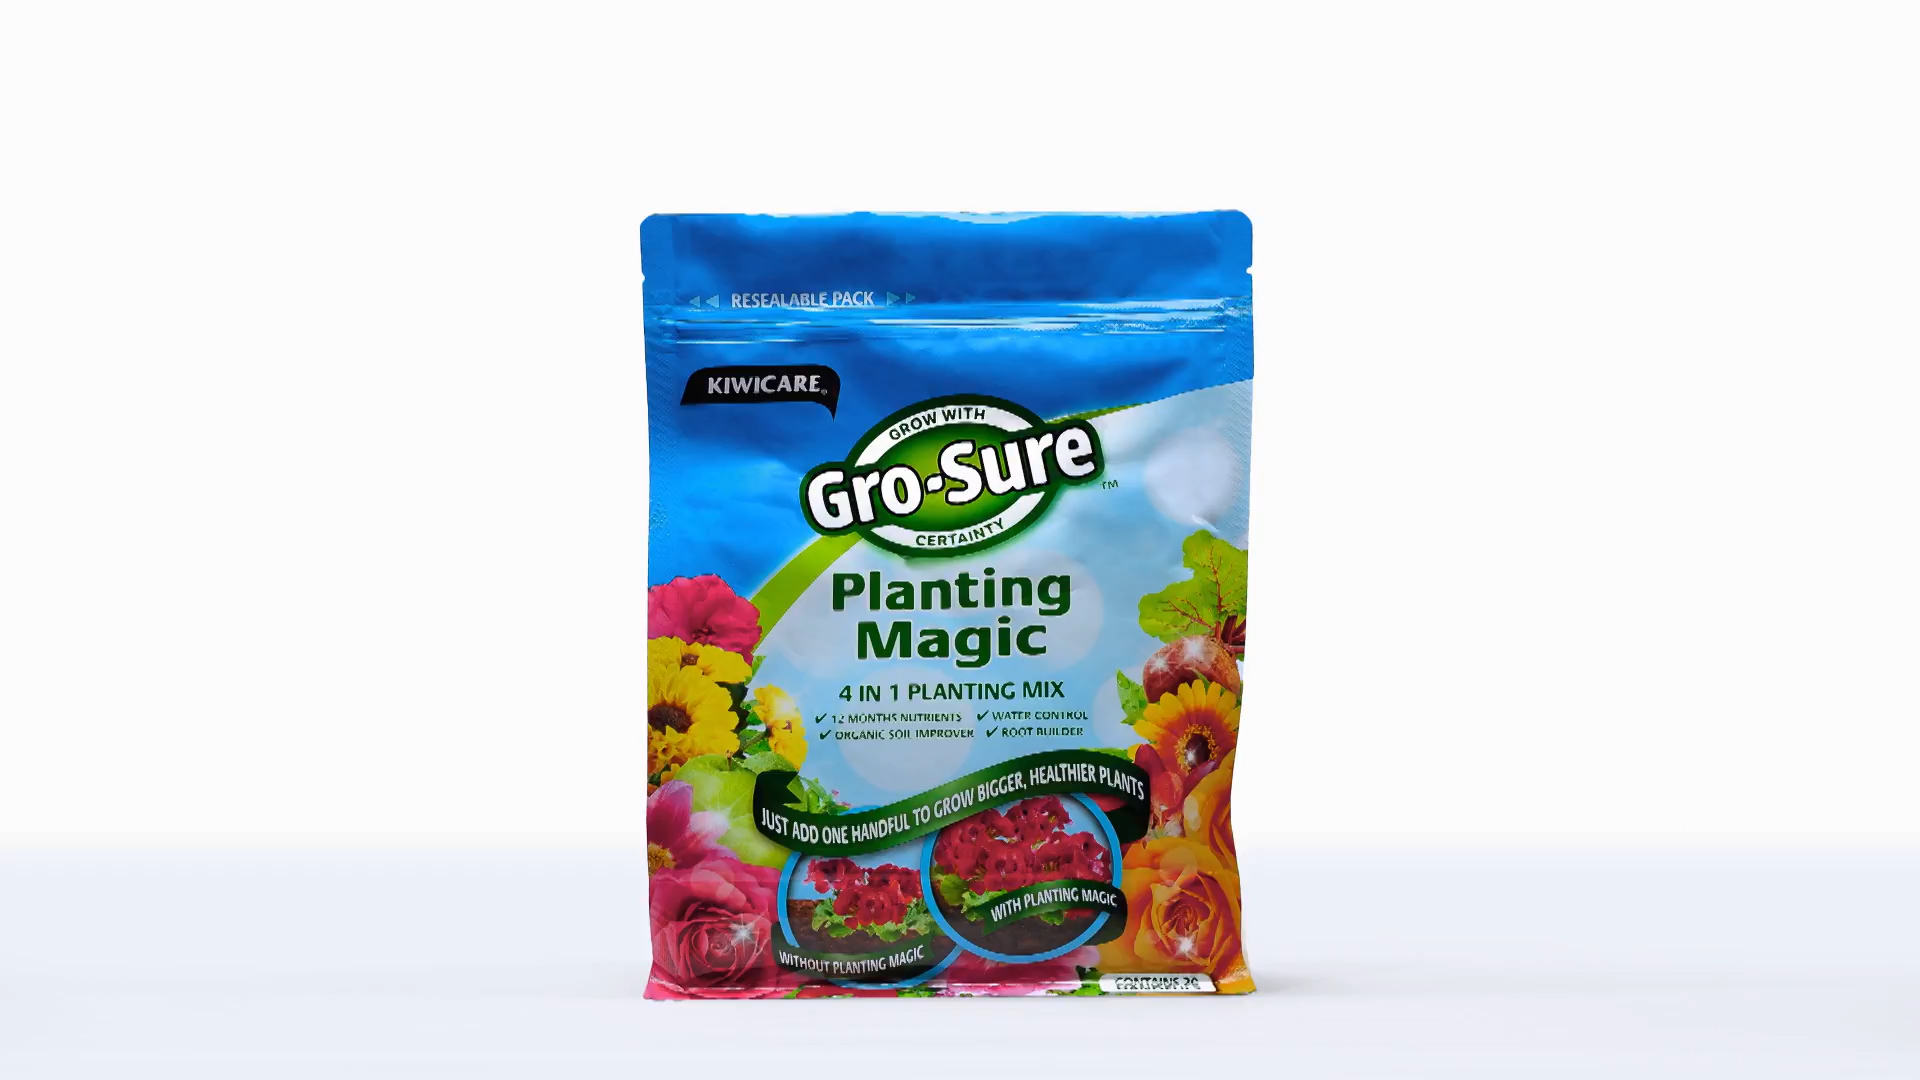 RESEALABLE PACK
KIWICARE®
GROW WITH
Gro-Sure™
CERTAINTY
Planting
Magic
4 IN 1 PLANTING MIX
✓ 12 MONTHS NUTRIENTS ✓ WATER CONTROL
✓ ORGANIC SOIL IMPROVER ✓ ROOT BUILDER
JUST ADD ONE HANDFUL TO GROW BIGGER, HEALTHIER PLANTS
WITH PLANTING MAGIC
WITHOUT PLANTING MAGIC
CONTAINS